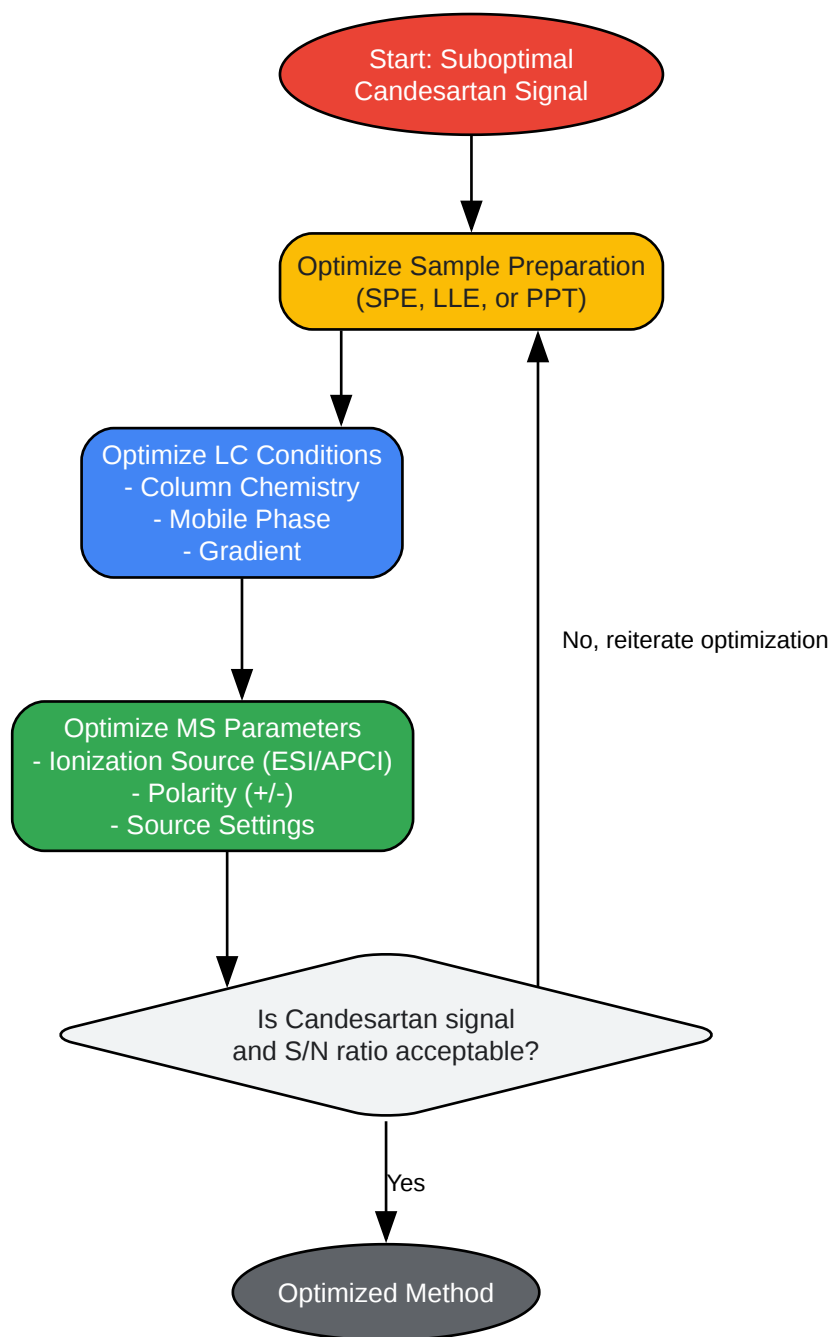 Start: Suboptimal
Candesartan Signal
Optimize Sample Preparation
(SPE, LLE, or PPT)
Optimize LC Conditions
- Column Chemistry
- Mobile Phase
- Gradient
No, reiterate optimization
Optimize MS Parameters
- Ionization Source (ESI/APCI)
- Polarity (+/-)
- Source Settings
Is Candesartan signal
and S/N ratio acceptable?
Yes
Optimized Method